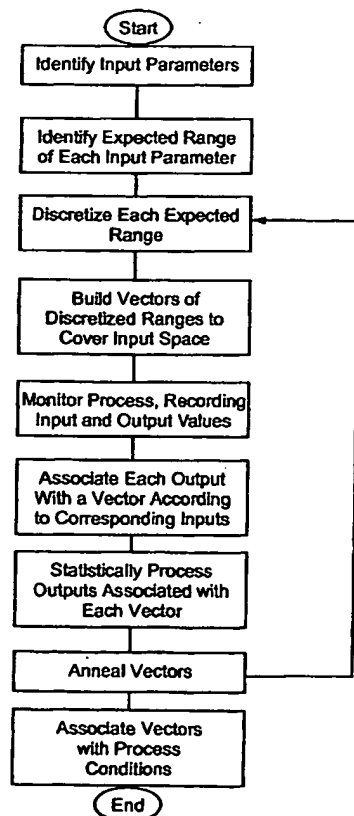 Start
Identify Input Parameters
Identify Expected Range
of Each Input Parameter
Discretize Each Expected
Range
Build Vectors of
Discretized Ranges to
Cover Input Space
Monitor Process, Recording
Input and Output Values
Associate Each Output
With a Vector According
to Corresponding Inputs
Statistically Process
Outputs Associated with
Each Vector
Anneal Vectors
Associate Vectors
with Process
Conditions
End